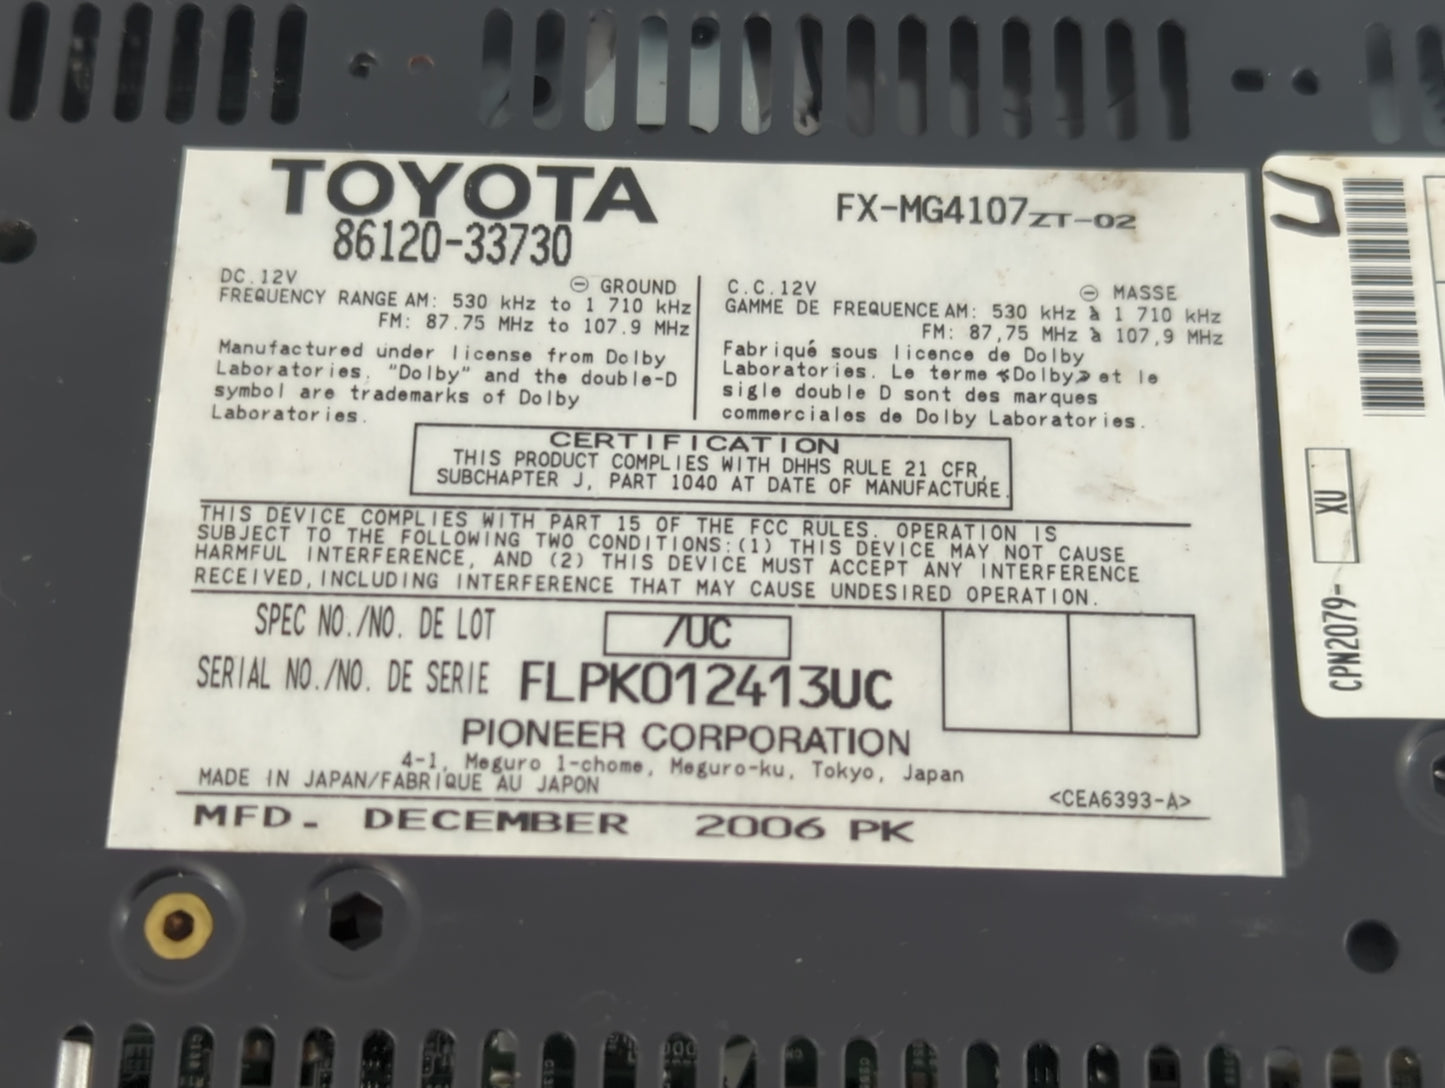 TOYOTA
86120-33730
FX-MG4107ZT-02
DC.12V
⊖ GROUND
FREQUENCY RANGE AM: 530 kHz to 1 710 kHz
FM: 87.75 MHz to 107.9 MHz
Manufactured under license from Dolby
Laboratories. "Dolby" and the double-D
symbol are trademarks of Dolby
Laboratories.
C.C.12V
⊖ MASSE
GAMME DE FREQUENCE AM: 530 kHz à 1 710 kHz
FM: 87,75 MHz à 107,9 MHz
Fabriqué sous licence de Dolby
Laboratories. Le terme «Dolby» et le
sigle double D sont des marques
commerciales de Dolby Laboratories.
CERTIFICATION
THIS PRODUCT COMPLIES WITH DHHS RULE 21 CFR,
SUBCHAPTER J, PART 1040 AT DATE OF MANUFACTURE.
THIS DEVICE COMPLIES WITH PART 15 OF THE FCC RULES. OPERATION IS
SUBJECT TO THE FOLLOWING TWO CONDITIONS:(1) THIS DEVICE MAY NOT CAUSE
HARMFUL INTERFERENCE, AND (2) THIS DEVICE MUST ACCEPT ANY INTERFERENCE
RECEIVED, INCLUDING INTERFERENCE THAT MAY CAUSE UNDESIRED OPERATION.
SPEC NO./NO. DE LOT /UC
SERIAL NO./NO. DE SERIE FLPK012413UC
PIONEER CORPORATION
4-1, Meguro 1-chome, Meguro-ku, Tokyo, Japan
MADE IN JAPAN/FABRIQUE AU JAPON
<CEA6393-A>
MFD. DECEMBER 2006 PK
CPN2079- XU